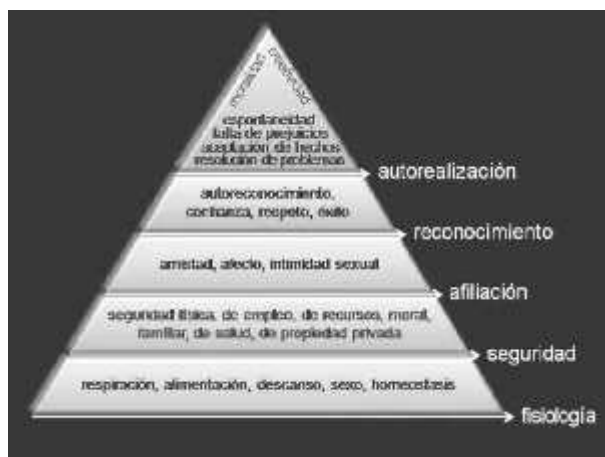 moralidad
creatividad
espontaneidad
falta de prejuicios
aceptación de hechos
resolución de problemas
autorealización
autoreconocimiento,
confianza, respeto, éxito
reconocimiento
amistad, afecto, intimidad sexual
afiliación
seguridad física, de empleo, de recursos, moral,
familiar, de salud, de propiedad privada
seguridad
respiración, alimentación, descanso, sexo, homeostasis
fisiología